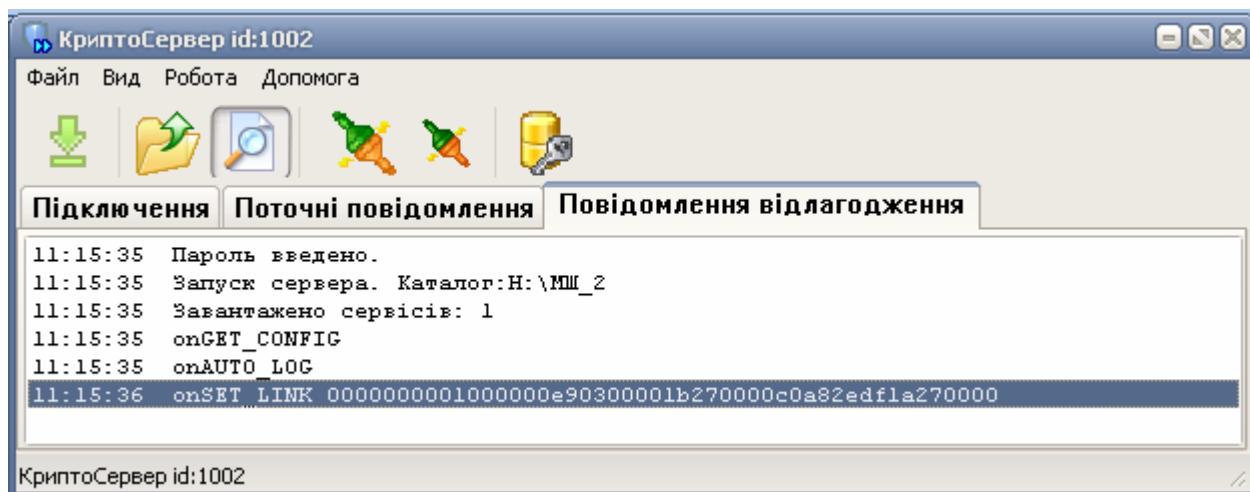 КриптоСервер id:1002
Файл Вид Робота Допомога
Підключення Поточні повідомлення Повідомлення відлагодження
11:15:35 Пароль введено.
11:15:35 Запуск сервера. Каталог:H:\МШ_2
11:15:35 Завантажено сервісів: 1
11:15:35 onGET_CONFIG
11:15:35 onAUTO_LOG
11:15:36 onSET_LINK 0000000001000000e90300001b270000c0a82edf1a270000
КриптоСервер id:1002